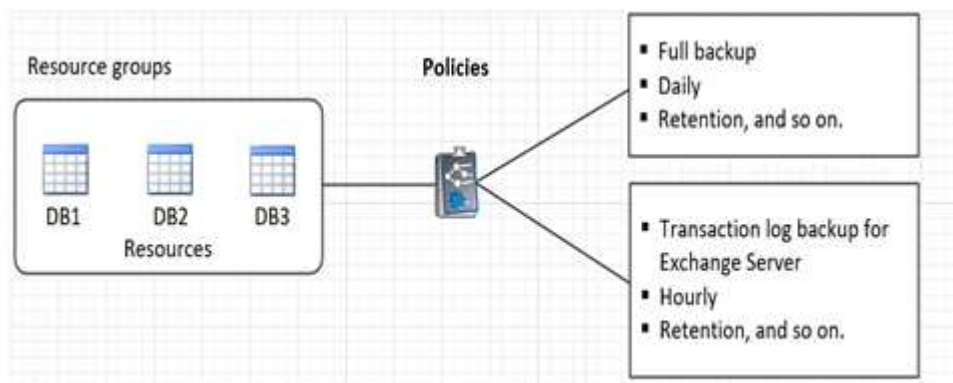 Resource groups
DB1
DB2
DB3
Resources
Policies
▪ Full backup
▪ Daily
▪ Retention, and so on.
▪ Transaction log backup for
Exchange Server
▪ Hourly
▪ Retention, and so on.